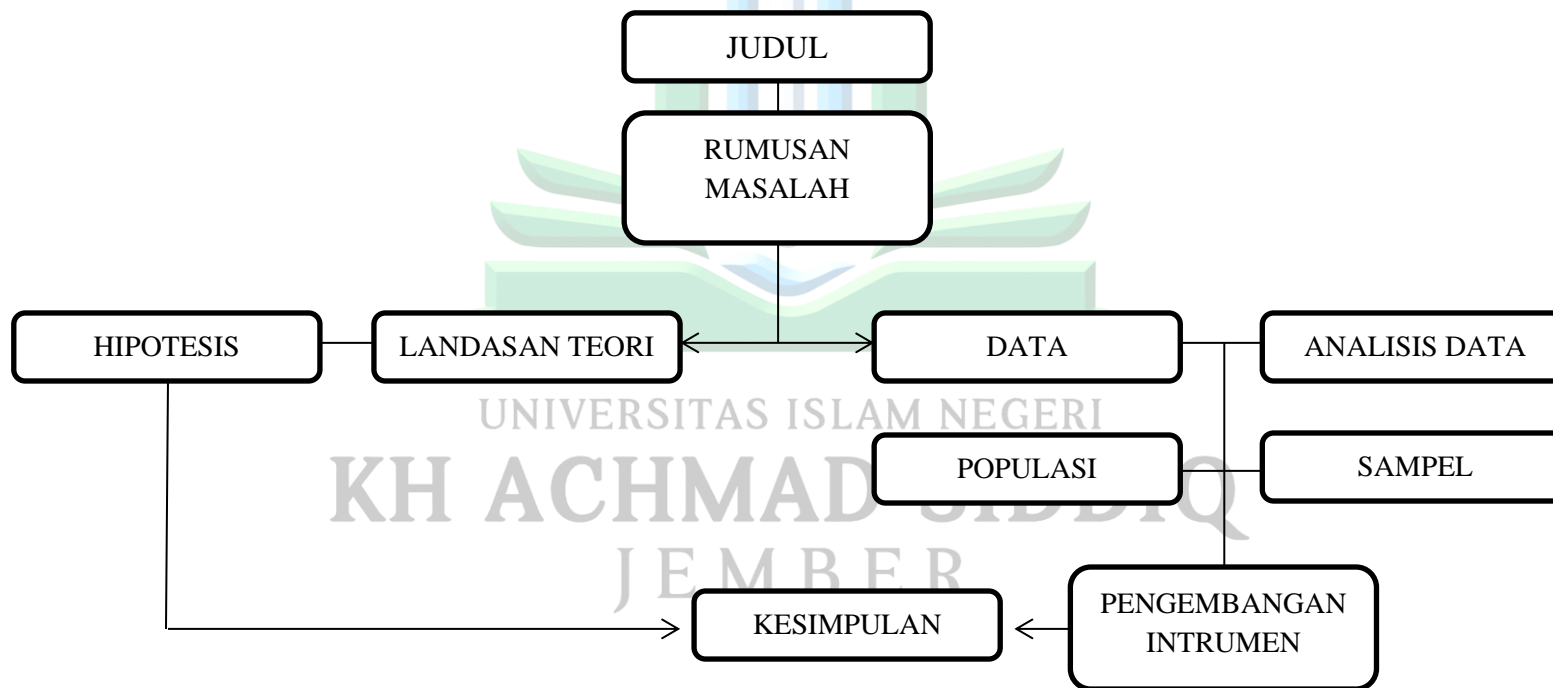 JUDUL
RUMUSAN
MASALAH
HIPOTESIS
LANDASAN TEORI
DATA
ANALISIS DATA
UNIVERSITAS ISLAM NEGERI
POPULASI
SAMPEL
KH ACHMAD SIDDIQ
JEMBER
PENGEMBANGAN
INTRUMEN
KESIMPULAN